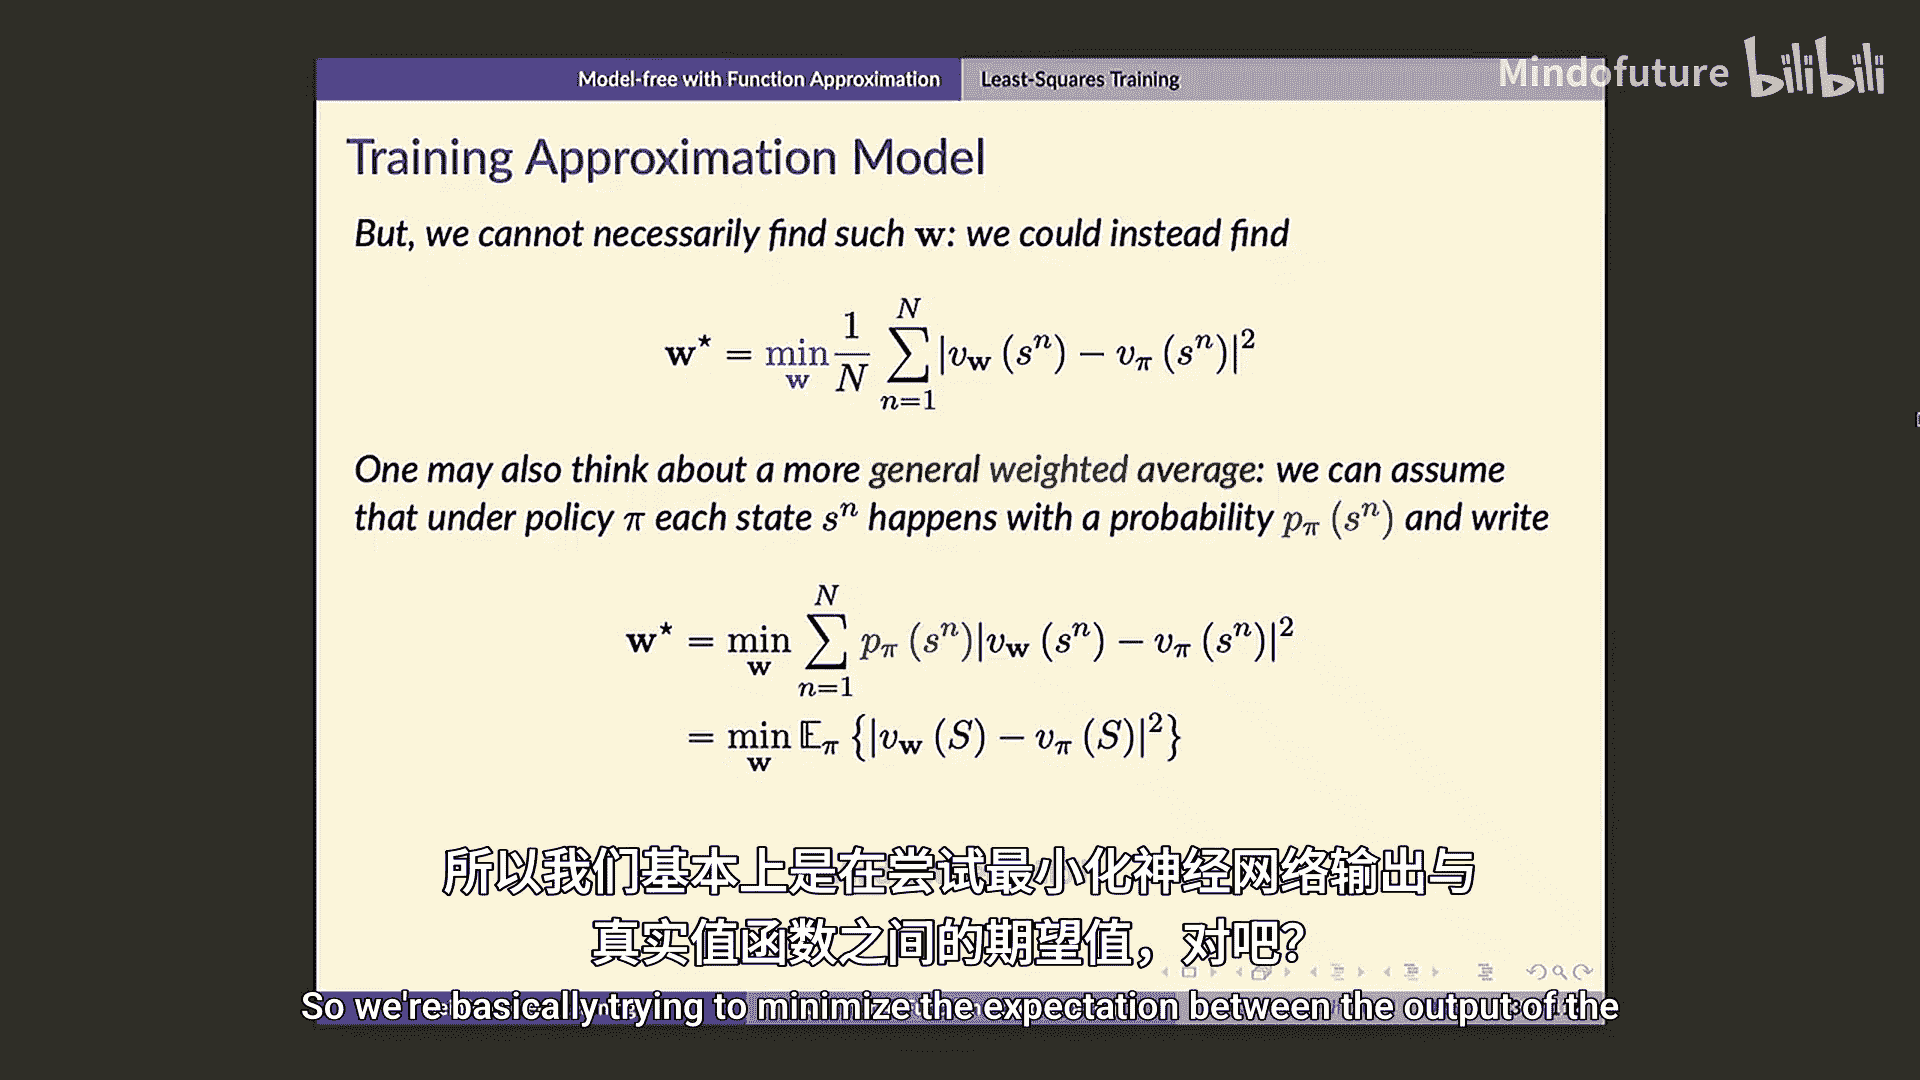 Model-free with Function Approximation Least-Squares Training
Mindofuture bilibili
Training Approximation Model
But, we cannot necessarily find such w: we could instead find
w⋆ = min_w 1/N ∑_{n=1}^{N} |v_w (s^n) − v_π (s^n)|²
One may also think about a more general weighted average: we can assume
that under policy π each state s^n happens with a probability p_π (s^n) and write
w⋆ = min_w ∑_{n=1}^{N} p_π (s^n)|v_w (s^n) − v_π (s^n)|²
= min_w 𝔼_π {|v_w (S) − v_π (S)|²}
所以我们基本上是在尝试最小化神经网络输出与
真实值函数之间的期望值，对吧？
So we're basically trying to minimize the expectation between the output of the